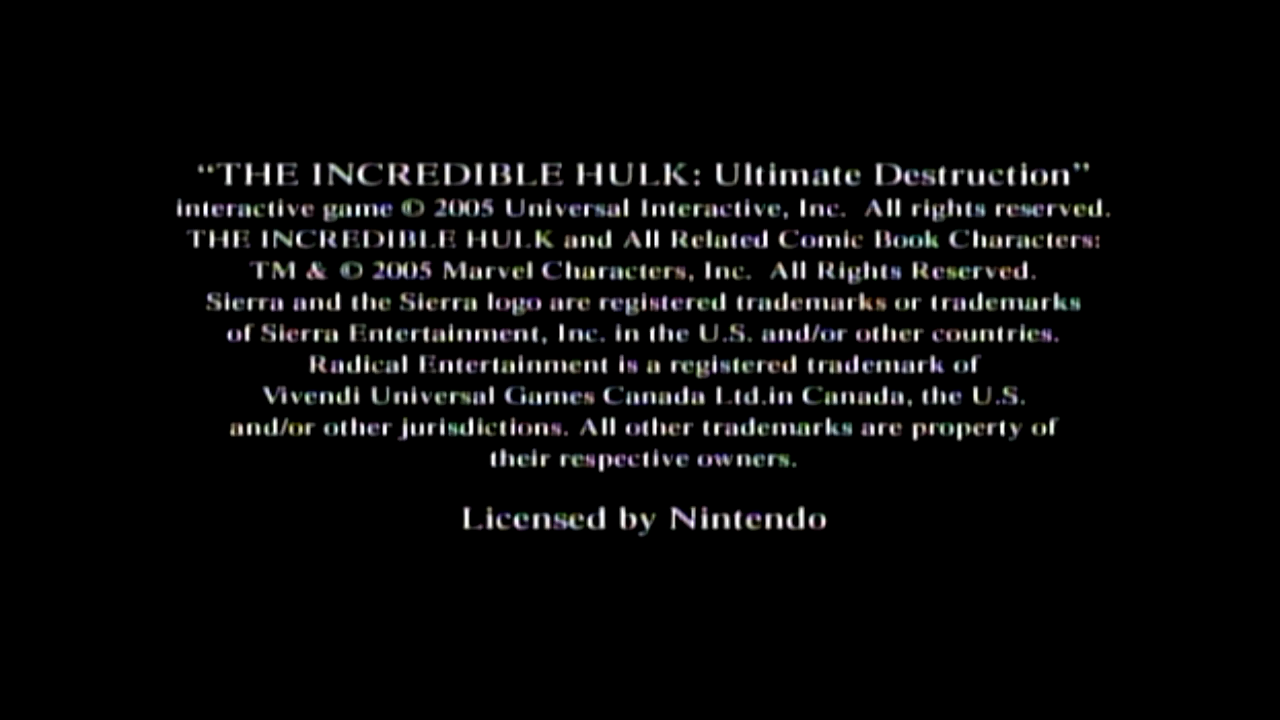 “THE INCREDIBLE HULK: Ultimate Destruction”
interactive game © 2005 Universal Interactive, Inc. All rights reserved.
THE INCREDIBLE HULK and All Related Comic Book Characters:
TM & © 2005 Marvel Characters, Inc. All Rights Reserved.
Sierra and the Sierra logo are registered trademarks or trademarks
of Sierra Entertainment, Inc. in the U.S. and/or other countries.
Radical Entertainment is a registered trademark of
Vivendi Universal Games Canada Ltd.in Canada, the U.S.
and/or other jurisdictions. All other trademarks are property of
their respective owners.
Licensed by Nintendo